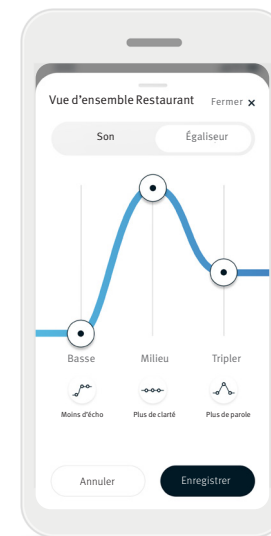 Vue d'ensemble Restaurant Fermer ×
Son Égaliseur
Basse Milieu Tripler
Moins d'écho Plus de clarté Plus de parole
Annuler Enregistrer